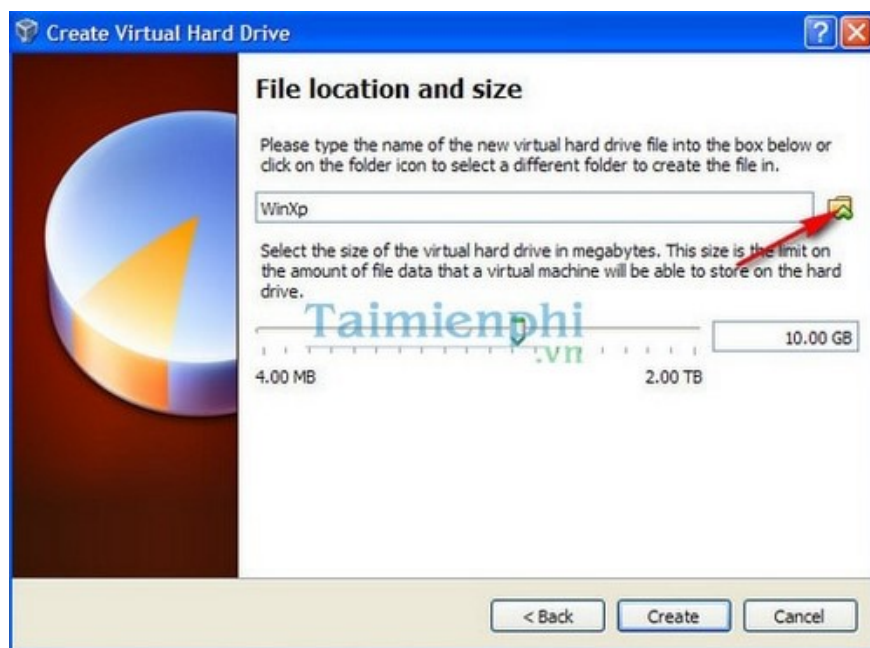 Create Virtual Hard Drive
File location and size
Please type the name of the new virtual hard drive file into the box below or
click on the folder icon to select a different folder to create the file in.
WinXp
Select the size of the virtual hard drive in megabytes. This size is the limit on
the amount of file data that a virtual machine will be able to store on the hard
drive.
Taimienphi
.vn
10.00 GB
4.00 MB
2.00 TB
< Back
Create
Cancel